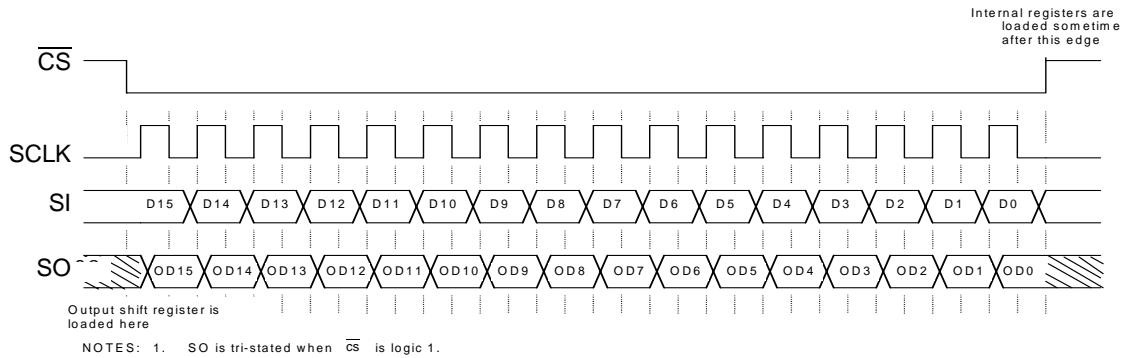 Internal registers are
loaded sometime
after this edge
CS
SCLK
SI D15 D14 D13 D12 D11 D10 D9 D8 D7 D6 D5 D4 D3 D2 D1 D0
SO OD15 OD14 OD13 OD12 OD11 OD10 OD9 OD8 OD7 OD6 OD5 OD4 OD3 OD2 OD1 OD0
Output shift register is
loaded here
NOTES: 1. SO is tri-stated when cs is logic 1.